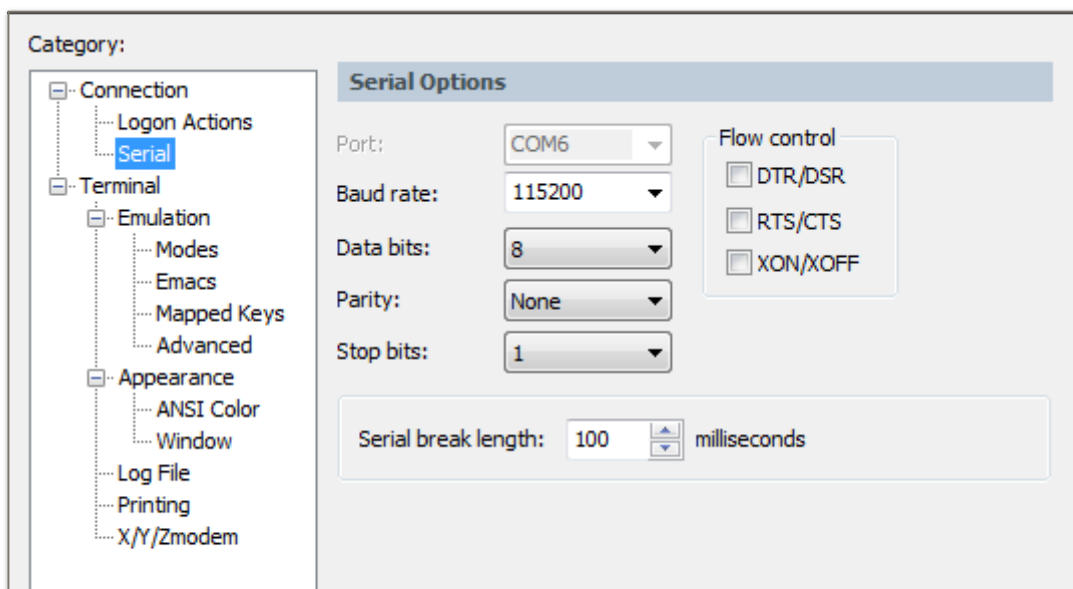 Category:
Connection
Logon Actions
Serial
Terminal
Emulation
Modes
Emacs
Mapped Keys
Advanced
Appearance
ANSI Color
Window
Log File
Printing
X/Y/Zmodem
Serial Options
Port: COM6
Baud rate: 115200
Data bits: 8
Parity: None
Stop bits: 1
Flow control
DTR/DSR
RTS/CTS
XON/XOFF
Serial break length: 100 milliseconds